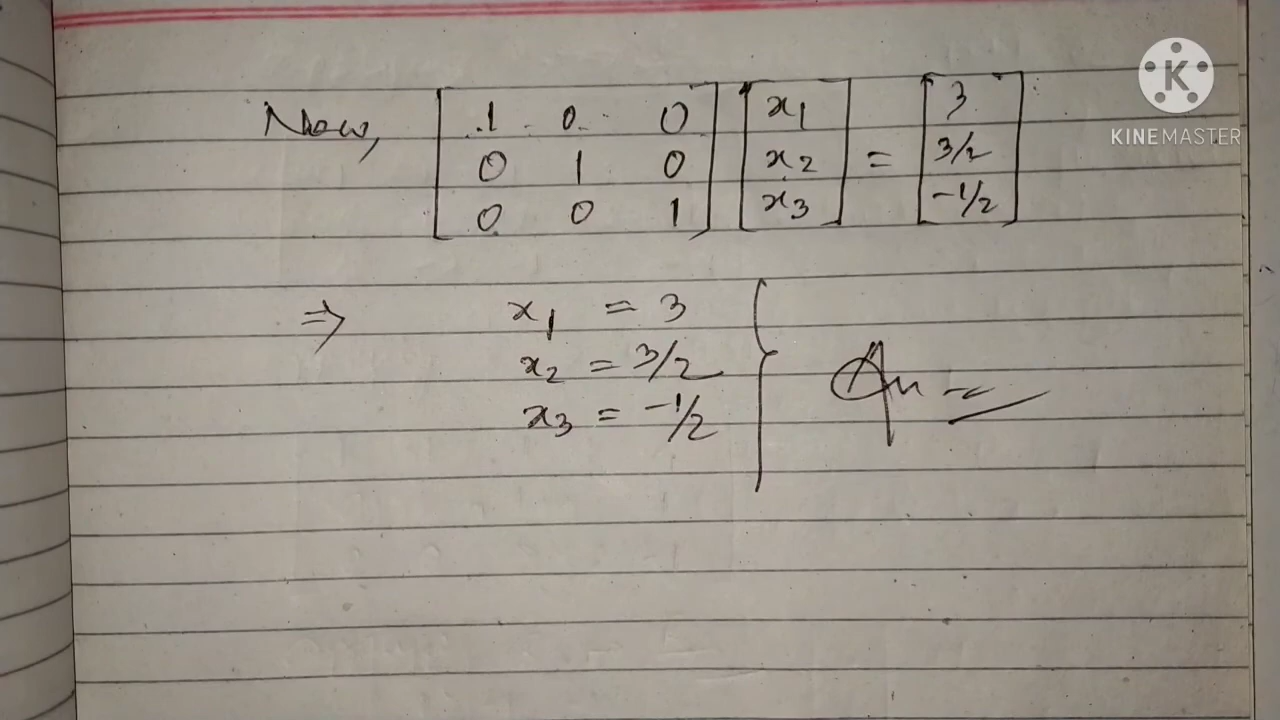 Now, [1 0 0] [x₁] [3]
[0 1 0] [x₂] = [3/2]
[0 0 1] [x₃] [-1/2]
K
KINEMASTER
⇒ x₁ = 3
x₂ = 3/2
x₃ = -1/2 } An